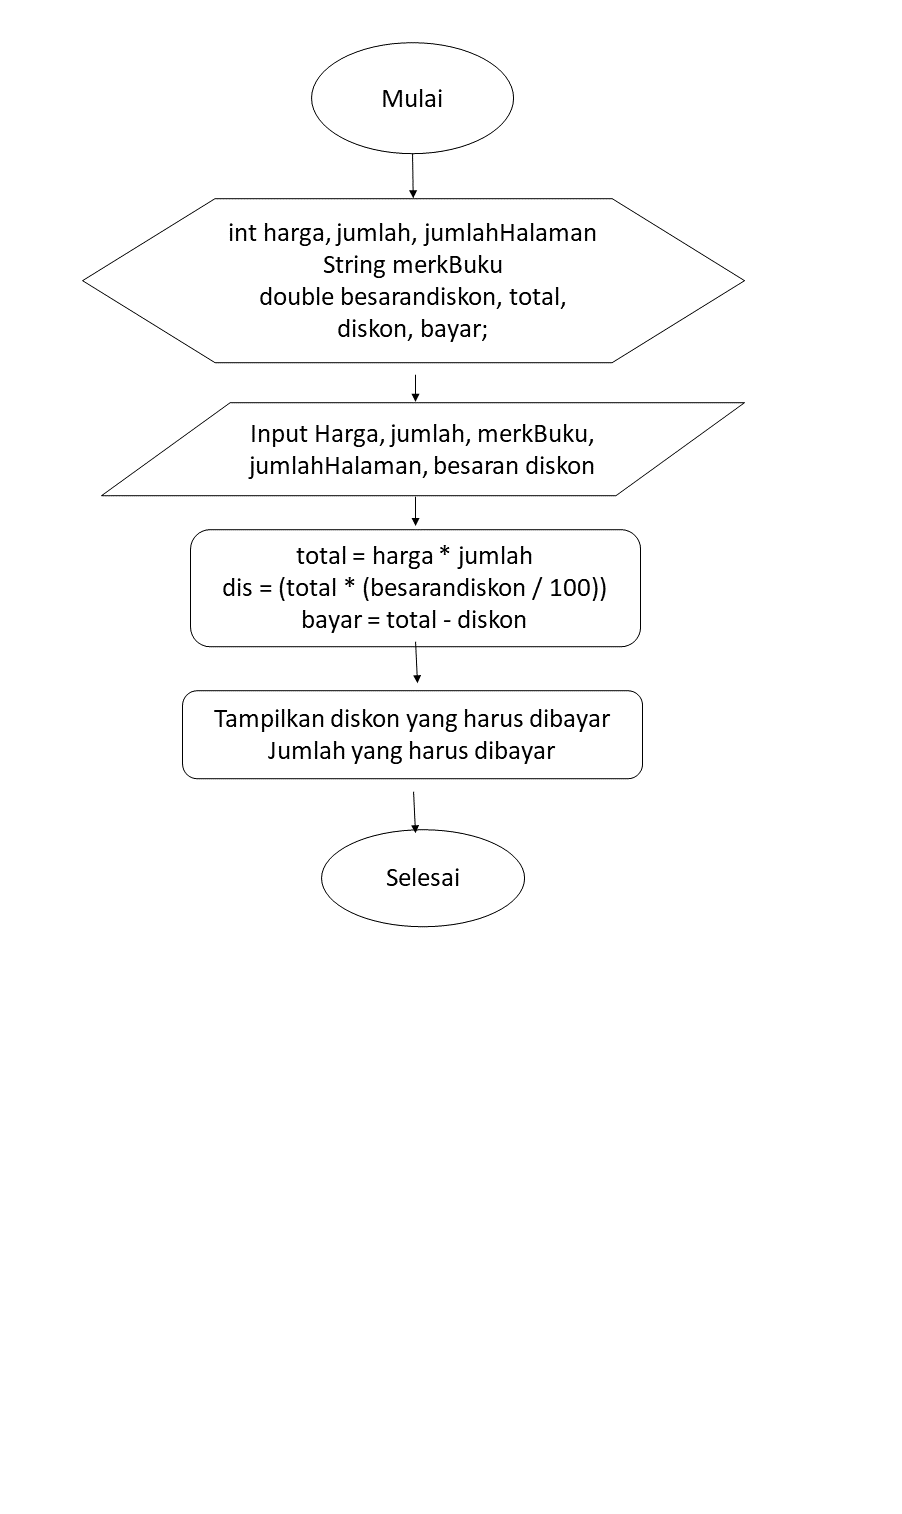 Mulai
int harga, jumlah, jumlahHalaman
String merkBuku
double besarandiskon, total,
diskon, bayar;
Input Harga, jumlah, merkBuku,
jumlahHalaman, besaran diskon
total = harga * jumlah
dis = (total * (besarandiskon / 100))
bayar = total - diskon
Tampilkan diskon yang harus dibayar
Jumlah yang harus dibayar
Selesai